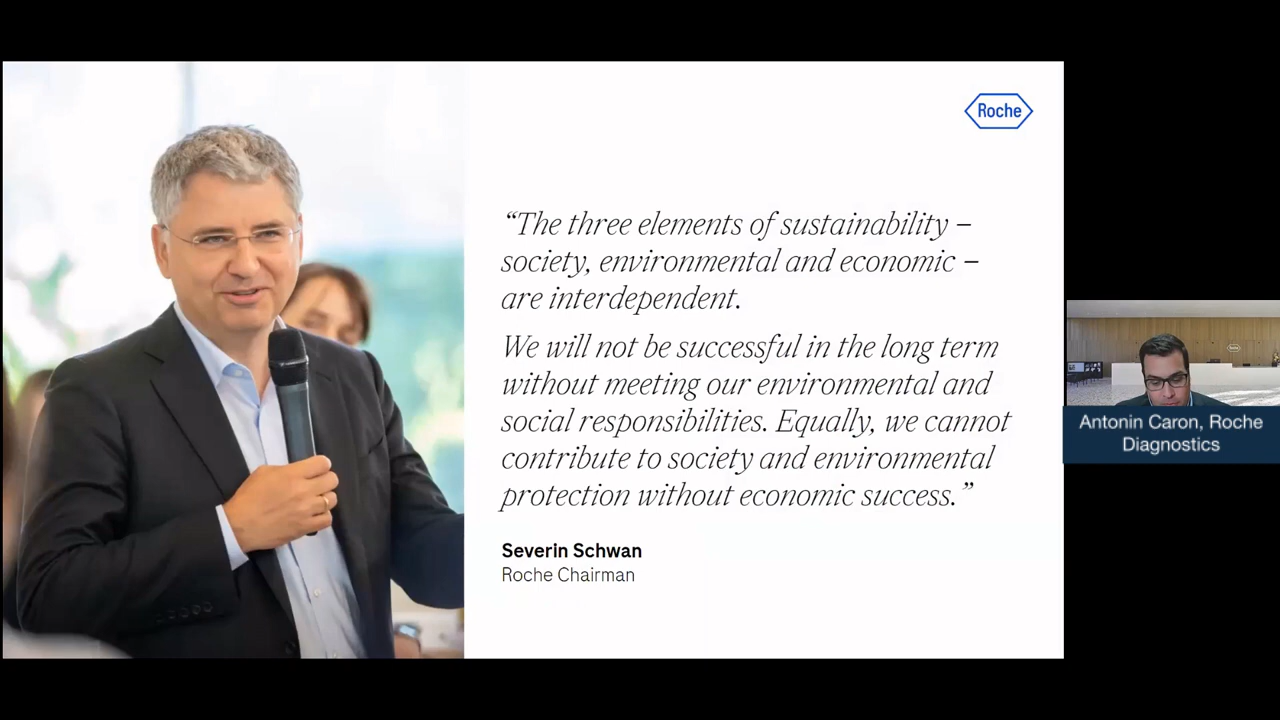 Roche
“The three elements of sustainability –
society, environmental and economic –
are interdependent.
We will not be successful in the long term
without meeting our environmental and
social responsibilities. Equally, we cannot
contribute to society and environmental
protection without economic success.”
Severin Schwan
Roche Chairman
Antonin Caron, Roche
Diagnostics